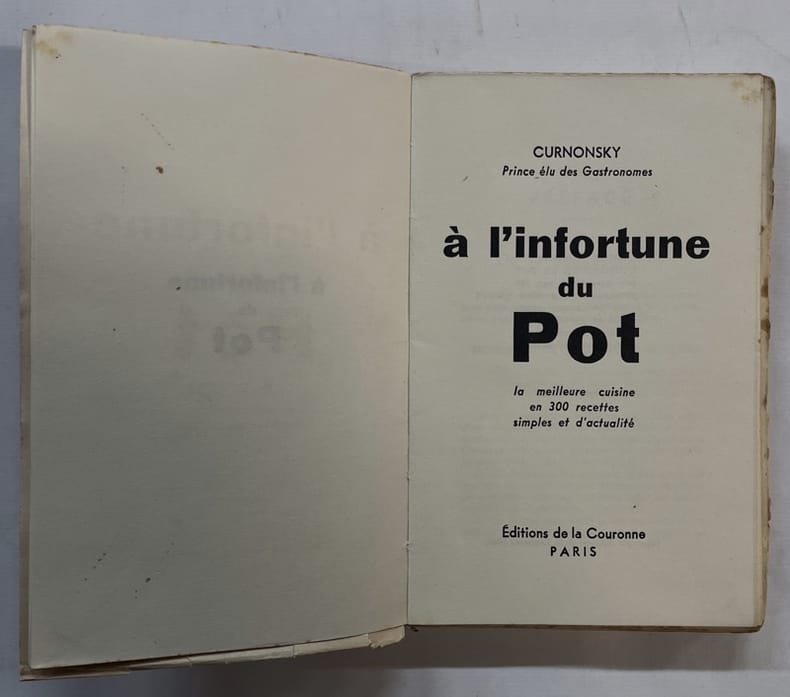 CURNONSKY
Prince élu des Gastronomes
à l'infortune
du
Pot
la meilleure cuisine
en 300 recettes
simples et d'actualité
Éditions de la Couronne
PARIS